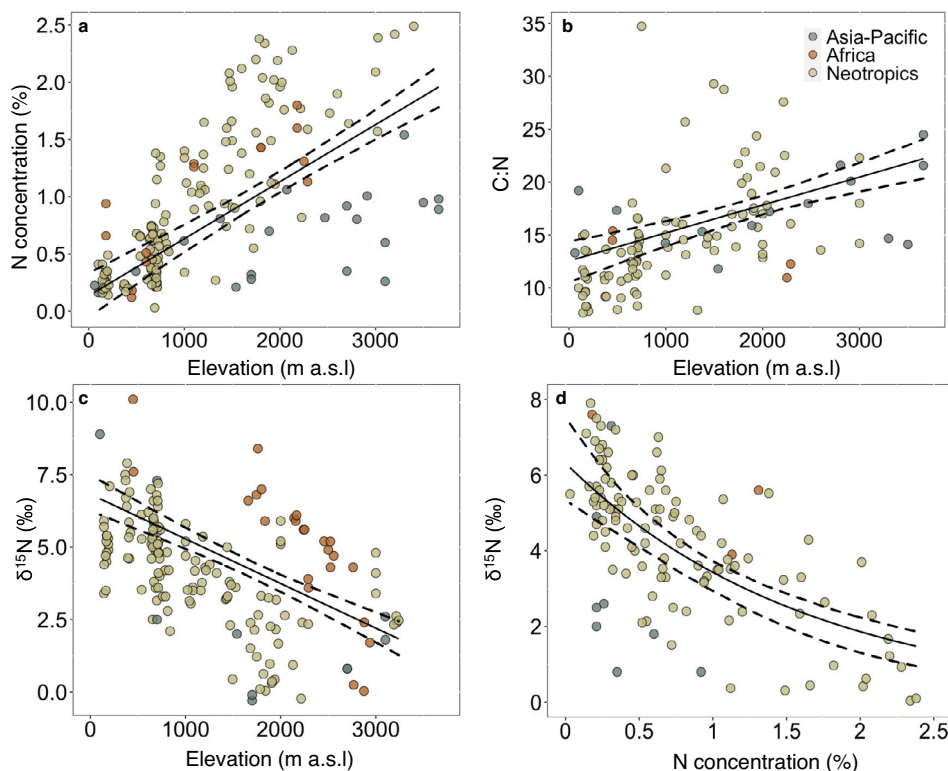 a
2.5
2.0
1.5
1.0
0.5
0.0
N concentration (%)
0 1000 2000 3000
Elevation (m a.s.l)
b
Asia-Pacific
Africa
Neotropics
35
30
25
20
15
10
C:N
0 1000 2000 3000
Elevation (m a.s.l)
c
10.0
7.5
5.0
2.5
0.0
δ¹⁵N (‰)
0 1000 2000 3000
Elevation (m a.s.l)
d
8
6
4
2
0
δ¹⁵N (‰)
0 0.5 1 1.5 2.0 2.5
N concentration (%)